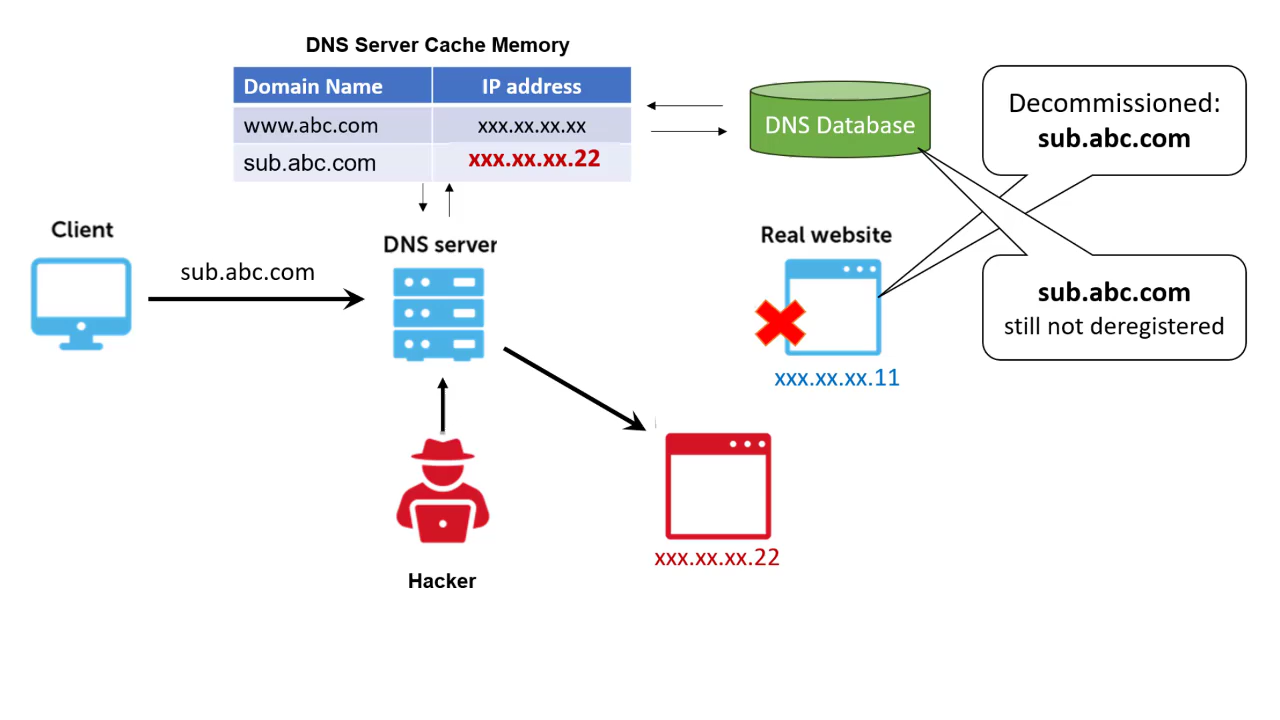 DNS Server Cache Memory
Domain Name IP address
www.abc.com xxx.xx.xx.xx
sub.abc.com xxx.xx.xx.22
DNS Database
Decommissioned:
sub.abc.com
Client
sub.abc.com
DNS server
Real website
xxx.xx.xx.11
sub.abc.com
still not deregistered
Hacker
xxx.xx.xx.22